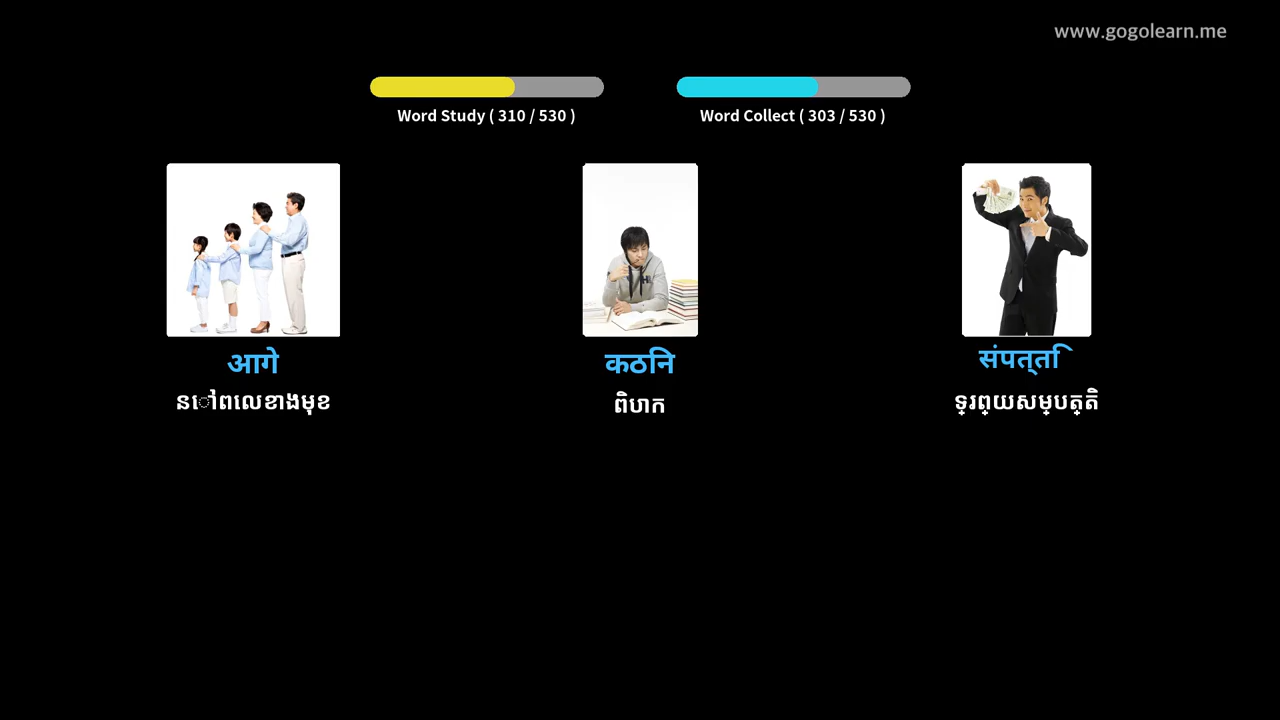 www.gogolearn.me
Word Study ( 310 / 530 )
Word Collect ( 303 / 530 )
आगे
कठिन
संपत्ति
នៅពេលខាងមុខ
ពិបាក
ទ្រព្យសម្បត្តិ